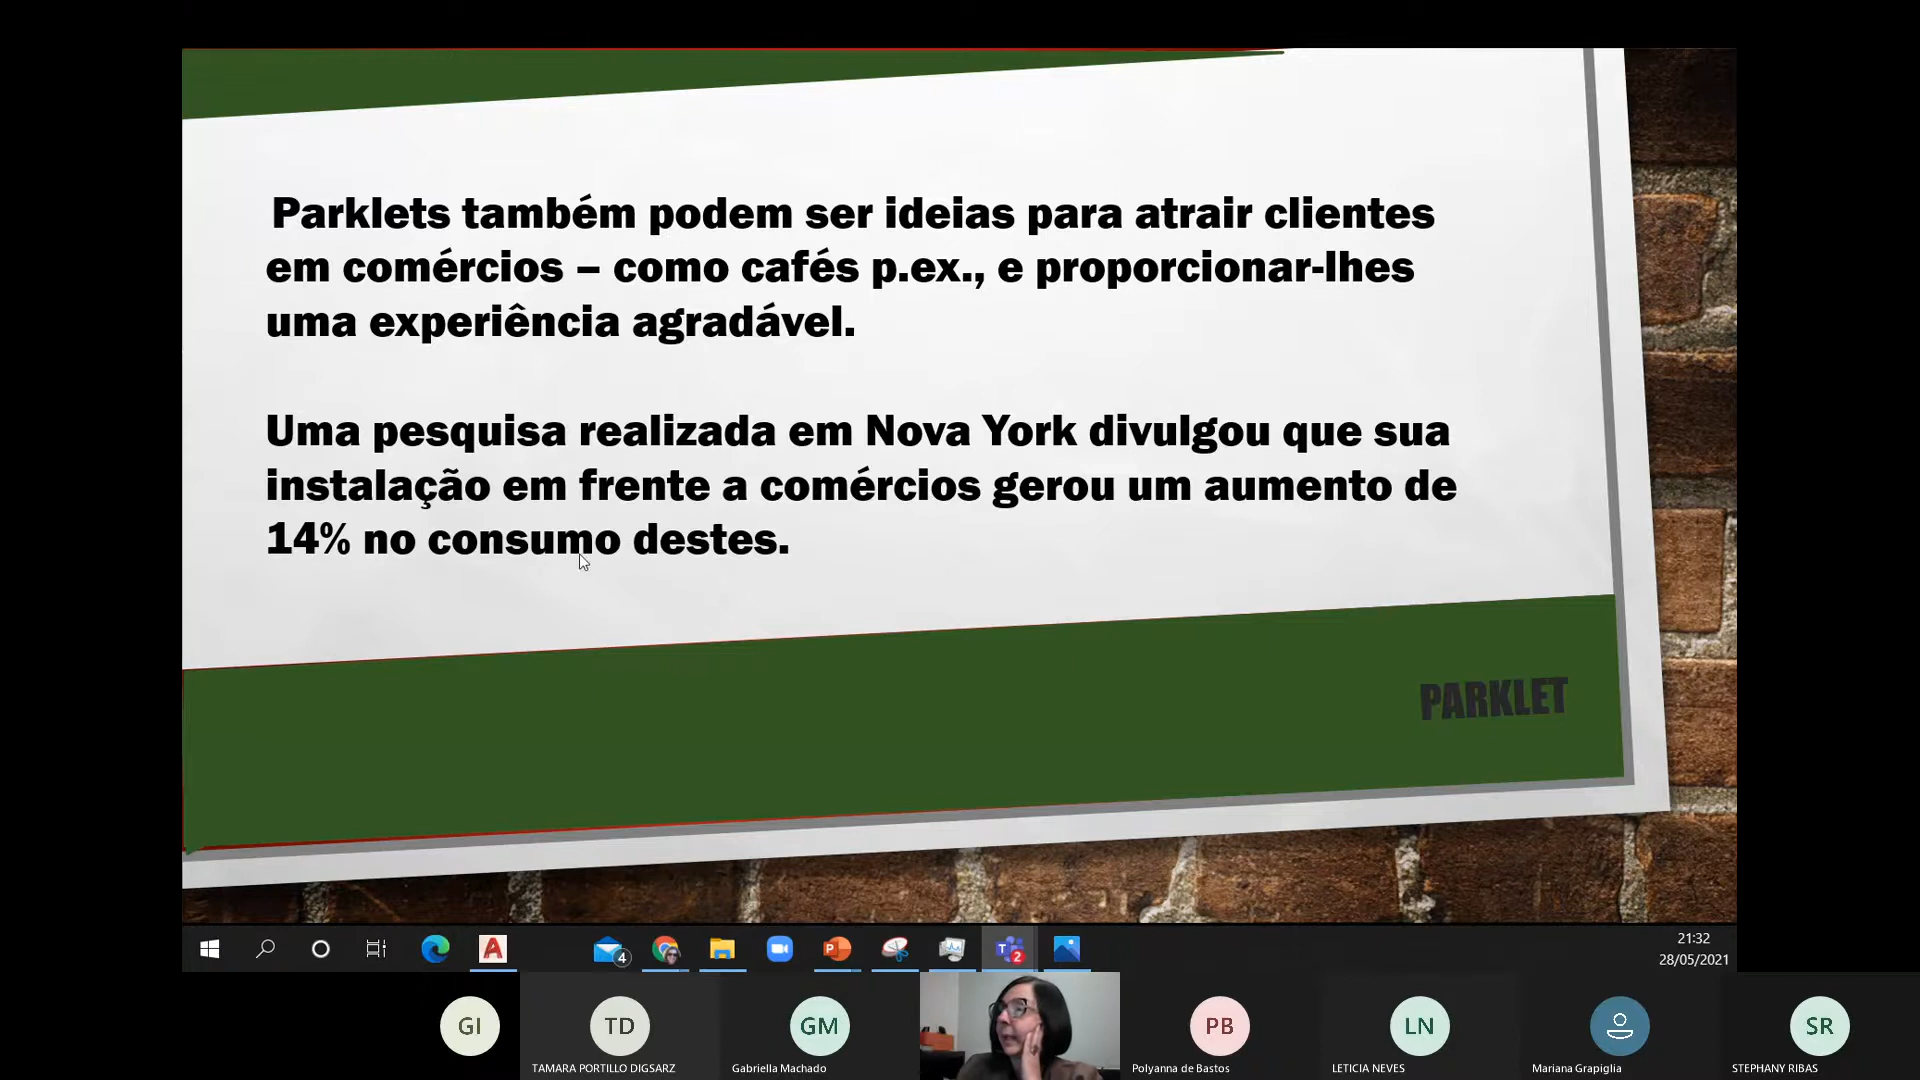 Parklets também podem ser ideias para atrair clientes
em comércios – como cafés p.ex., e proporcionar-lhes
uma experiência agradável.
Uma pesquisa realizada em Nova York divulgou que sua
instalação em frente a comércios gerou um aumento de
14% no consumo destes.
PARKLET
4
2
21:32
28/05/2021
GI
TD
GM
PB
LN
SR
TAMARA PORTILLO DIGSARZ
Gabriella Machado
Polyanna de Bastos
LETICIA NEVES
Mariana Grapiglia
STEPHANY RIBAS